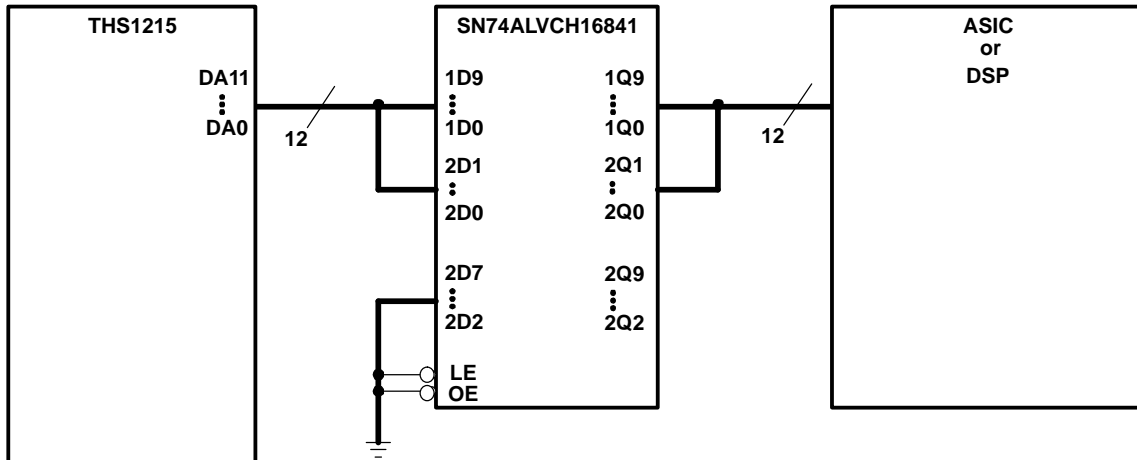 THS1215
SN74ALVCH16841
ASIC
or
DSP
DA11
DA0
12
1D9
1D0
2D1
2D0
2D7
2D2
LE
OE
1Q9
1Q0
2Q1
2Q0
2Q9
2Q2
12